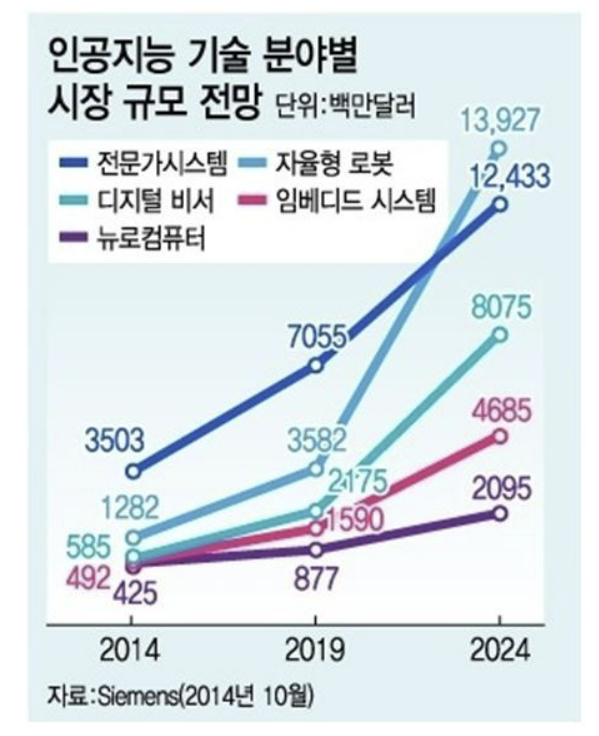 인공지능 기술 분야별
시장 규모 전망 단위:백만달러
전문가시스템 자율형 로봇
디지털 비서 임베디드 시스템
뉴로컴퓨터
13,927
12,433
7055
8075
3503
3582
4685
1282
2175
2095
585
1590
492
425
877
2014 2019 2024
자료:Siemens(2014년 10월)